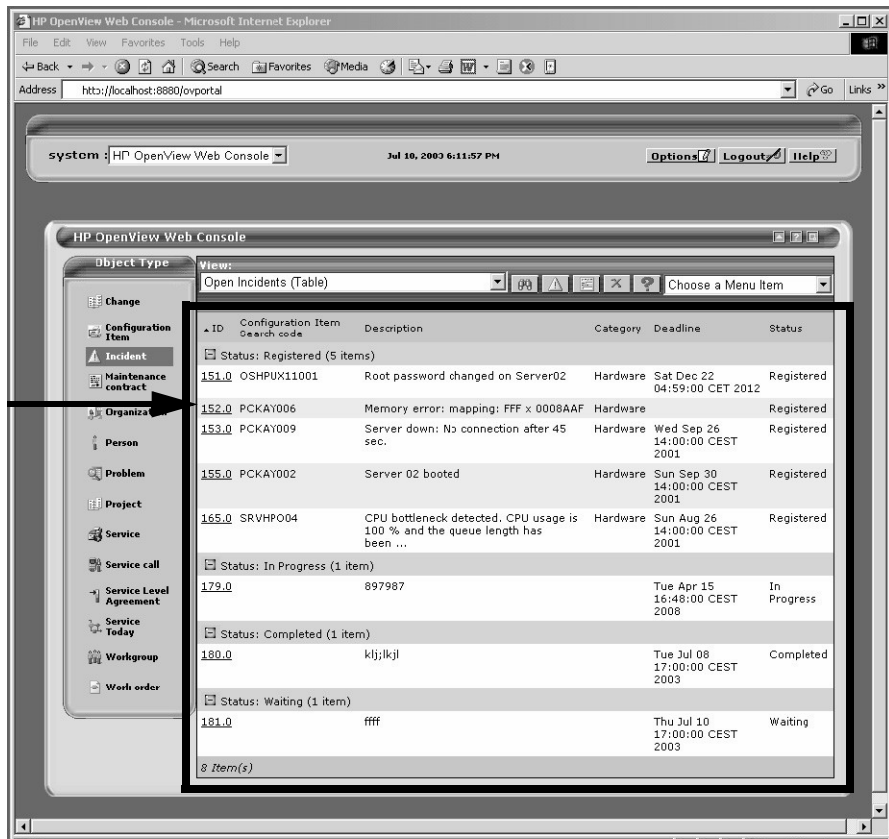 HP OpenView Web Console - Microsoft Internet Explorer
File Edit View Favorites Tools Help
Back Search Favorites Media
Address http://localhost:8880/ovportal Go Links »
system : HP OpenView Web Console Jul 10, 2003 6:11:57 PM Options Logout Help
HP OpenView Web Console
Object Type
Change
Configuration
Item
Incident
Maintenance
contract
Person
Problem
Project
Service
Service call
Service Level
Agreement
Service
Today
Workgroup
Work order
View:
Open Incidents (Table) Choose a Menu Item
ID Configuration Item Search code Description Category Deadline Status
Status: Registered (5 items)
151.0 OSHPUX11001 Root password changed on Server02 Hardware Sat Dec 22 Registered
04:59:00 CET 2012
152.0 PCKAY006 Memory error: mapping: FFF x 0008AAF Hardware Registered
153.0 PCKAY009 Server down: No connection after 45 Hardware Wed Sep 26 Registered
sec. 14:00:00 CEST
2001
155.0 PCKAY002 Server 02 booted Hardware Sun Sep 30 Registered
14:00:00 CEST
2001
165.0 SRVHPO04 CPU bottleneck detected. CPU usage is Hardware Sun Aug 26 Registered
100 % and the queue length has 14:00:00 CEST
been ... 2001
Status: In Progress (1 item)
179.0 897987 Tue Apr 15 In
16:48:00 CEST Progress
2008
Status: Completed (1 item)
180.0 klj;lkjl Tue Jul 08 Completed
17:00:00 CEST
2003
Status: Waiting (1 item)
181.0 ffff Thu Jul 10 Waiting
17:00:00 CEST
2003
8 Item(s)